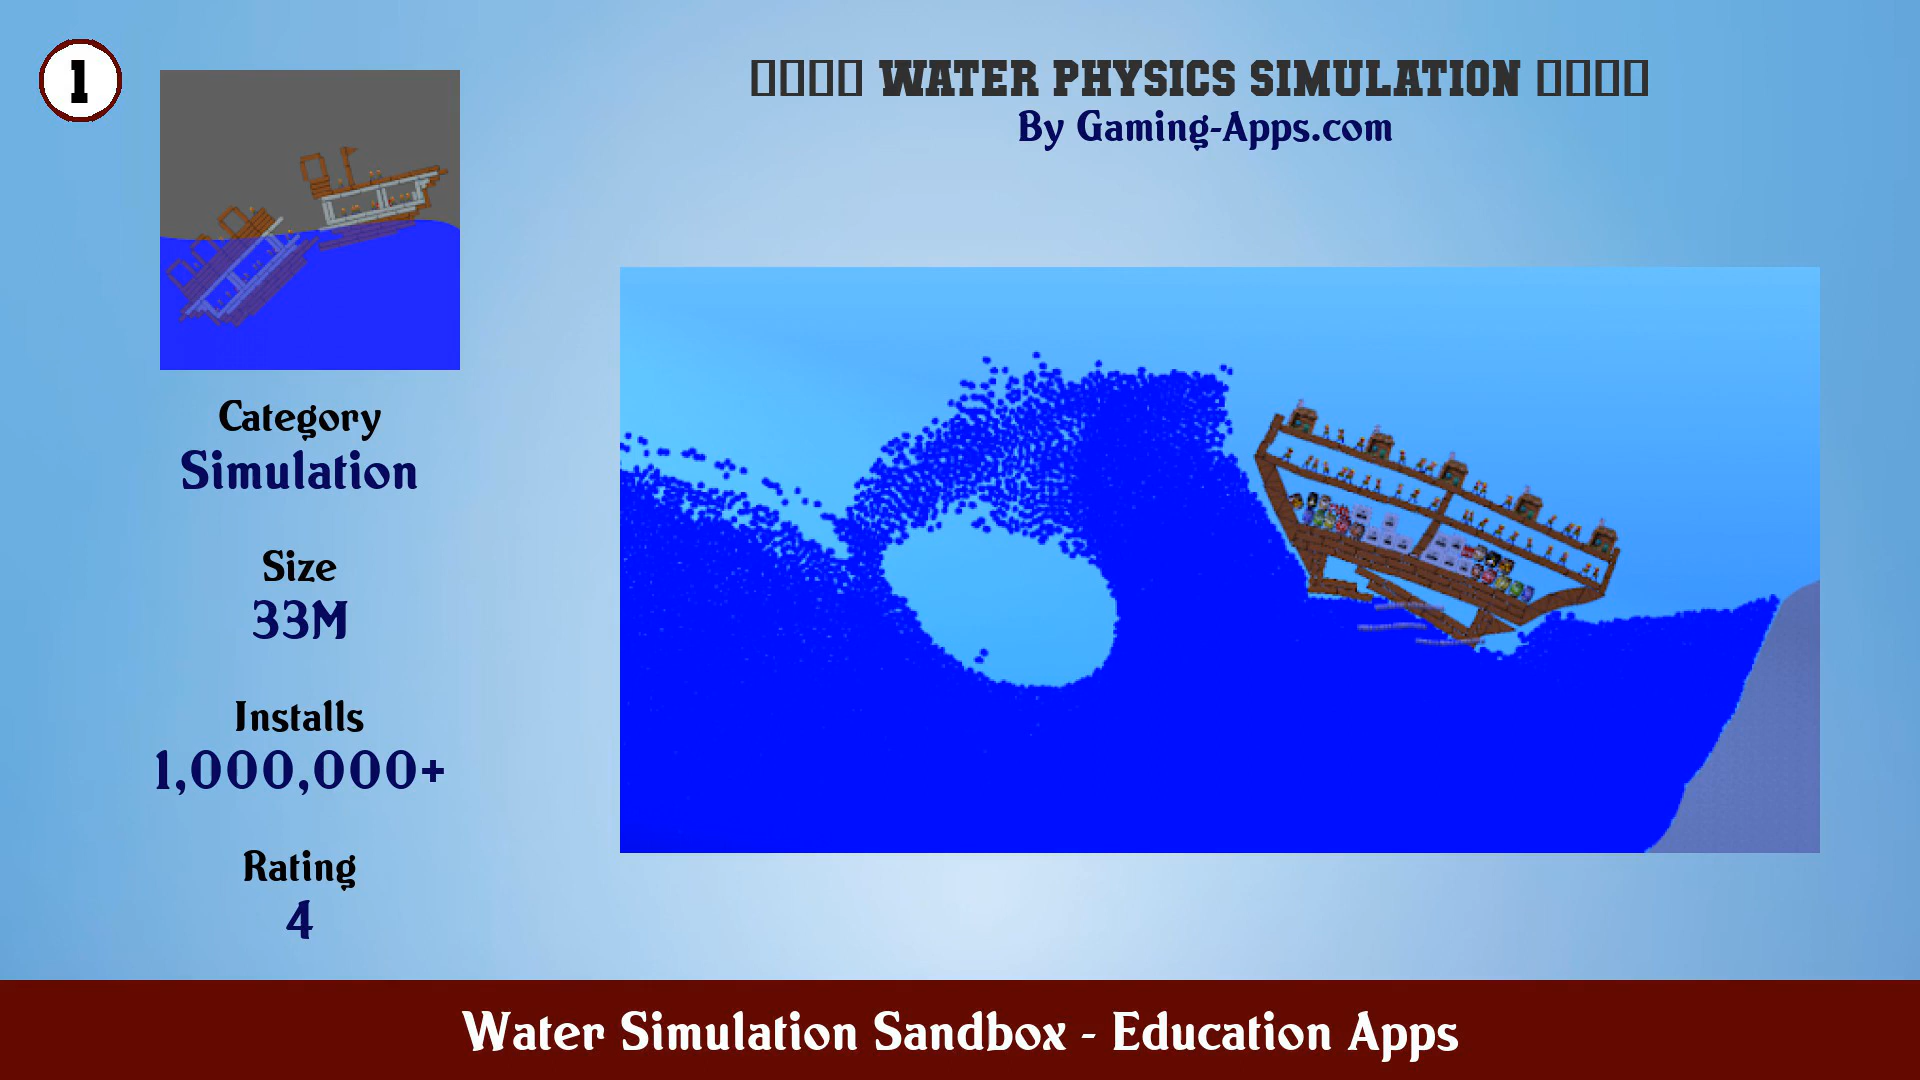 1
WATER PHYSICS SIMULATION
By Gaming-Apps.com
Category
Simulation
Size
33M
Installs
1,000,000+
Rating
4
Water Simulation Sandbox - Education Apps